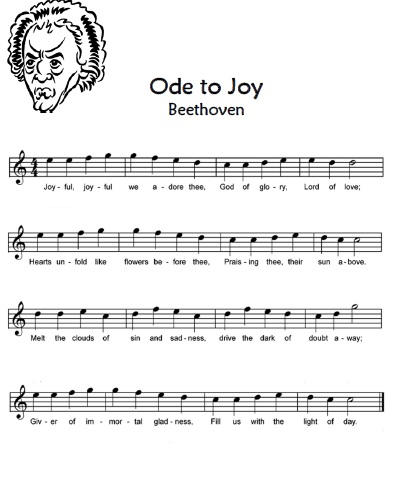 Ode to Joy
Beethoven
4
4
Joy - ful, joy - ful we a - dore thee, God of glo - ry, Lord of love;
Hearts un - fold like flowers be - fore thee, Prais - ing thee, their sun a - bove.
Melt the clouds of sin and sad - ness, drive the dark of doubt a - way;
Giv - er of im - mor - tal glad - ness, Fill us with the light of day.